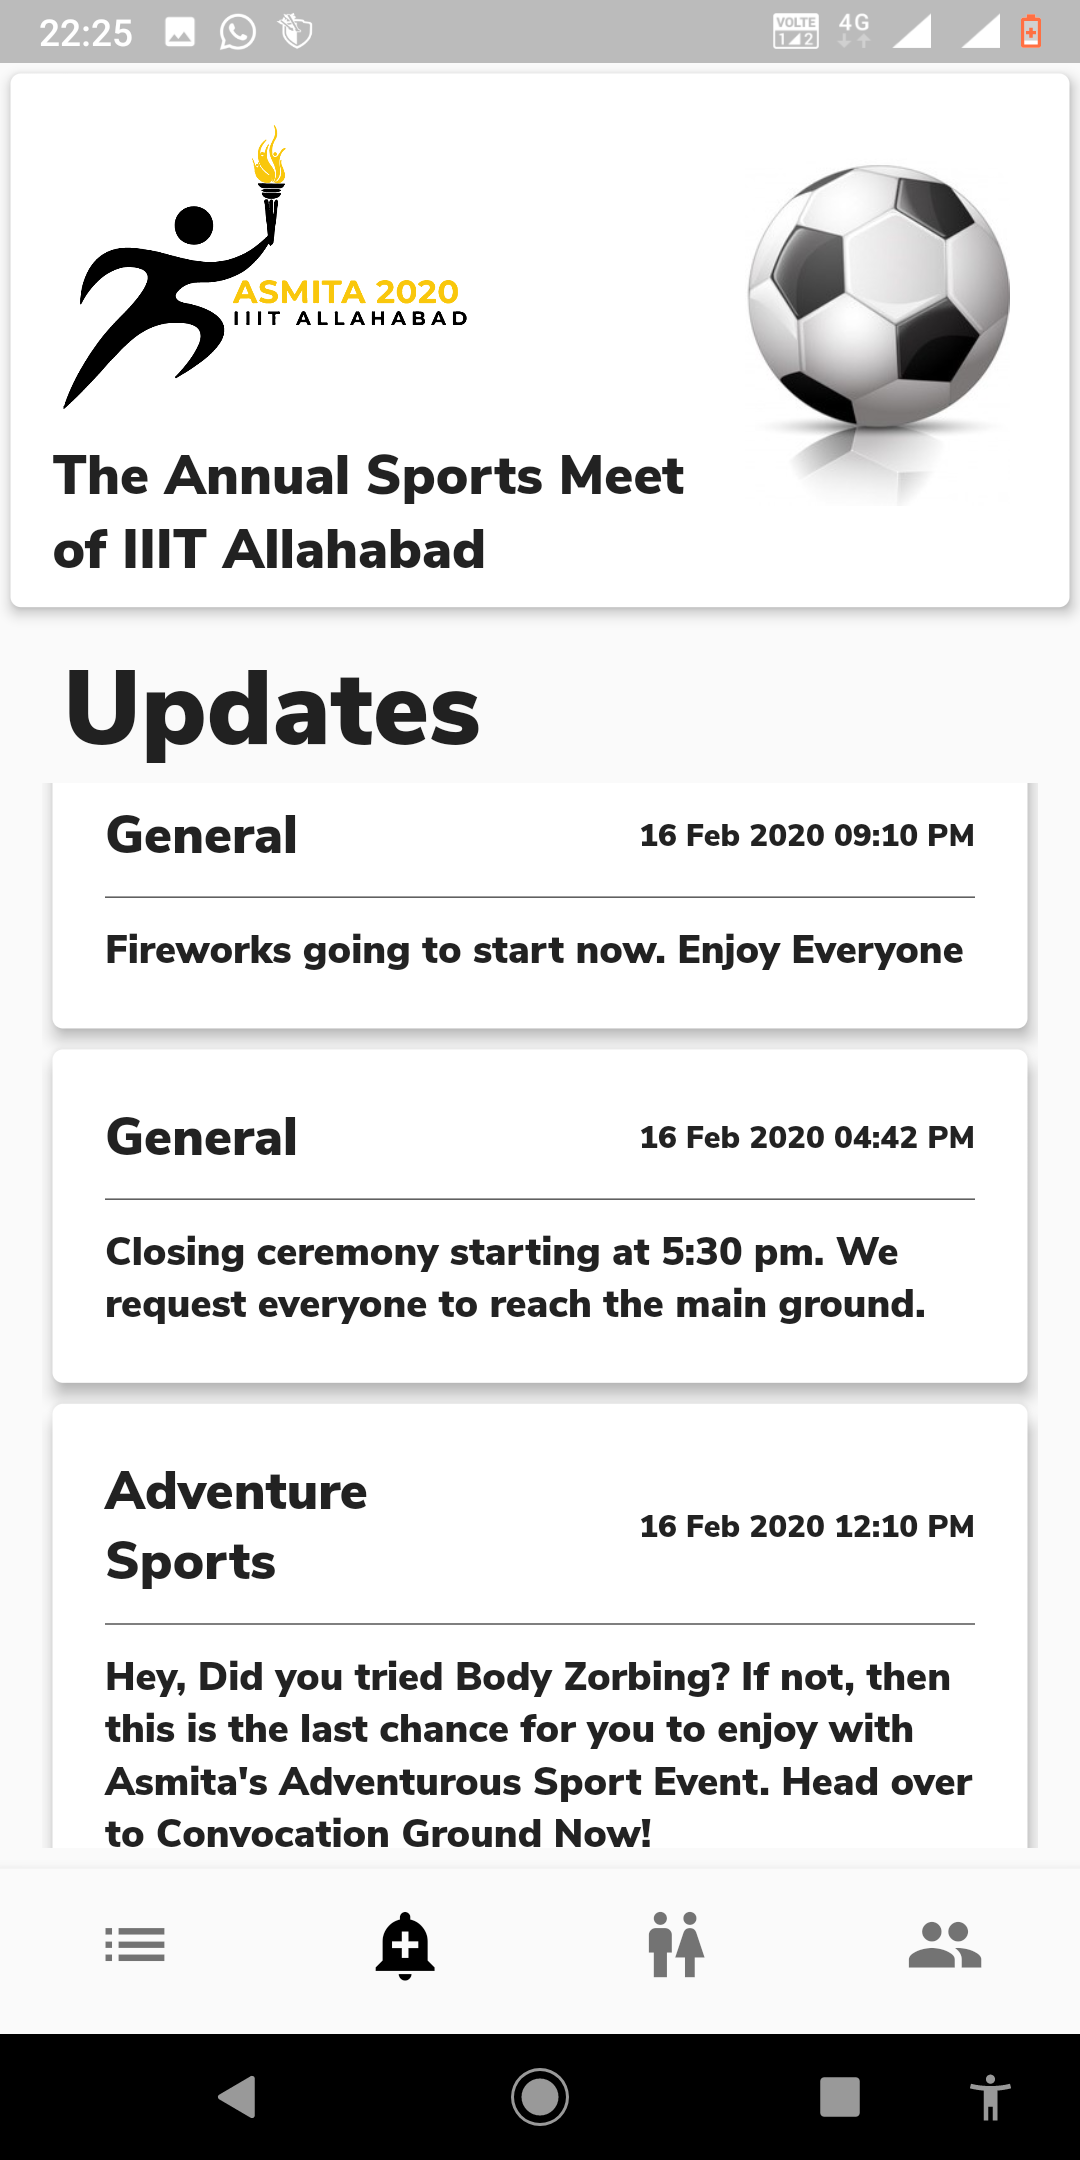 22:25
VOLTE
1 2
4G
ASMITA 2020
IIIT ALLAHABAD
The Annual Sports Meet
of IIIT Allahabad
Updates
General
16 Feb 2020 09:10 PM
Fireworks going to start now. Enjoy Everyone
General
16 Feb 2020 04:42 PM
Closing ceremony starting at 5:30 pm. We
request everyone to reach the main ground.
Adventure
Sports
16 Feb 2020 12:10 PM
Hey, Did you tried Body Zorbing? If not, then
this is the last chance for you to enjoy with
Asmita's Adventurous Sport Event. Head over
to Convocation Ground Now!